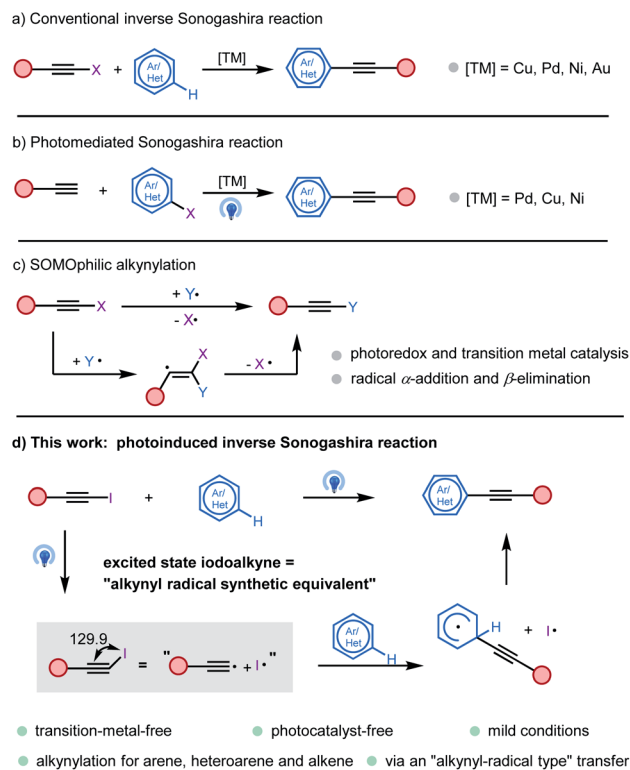 a) Conventional inverse Sonogashira reaction
X + Ar/Het H [TM] Ar/Het
[TM] = Cu, Pd, Ni, Au
b) Photomediated Sonogashira reaction
+ Ar/Het X [TM] Ar/Het
[TM] = Pd, Cu, Ni
c) SOMOphilic alkynylation
X + Y• - X• Y
+ Y • • X Y - X •
photoredox and transition metal catalysis
radical α-addition and β-elimination
d) This work: photoinduced inverse Sonogashira reaction
I + Ar/Het H Ar/Het
excited state iodoalkyne =
"alkynyl radical synthetic equivalent"
129.9 I = " • + I• " Ar/Het H • H + I•
transition-metal-free photocatalyst-free mild conditions
alkynylation for arene, heteroarene and alkene via an "alkynyl-radical type" transfer